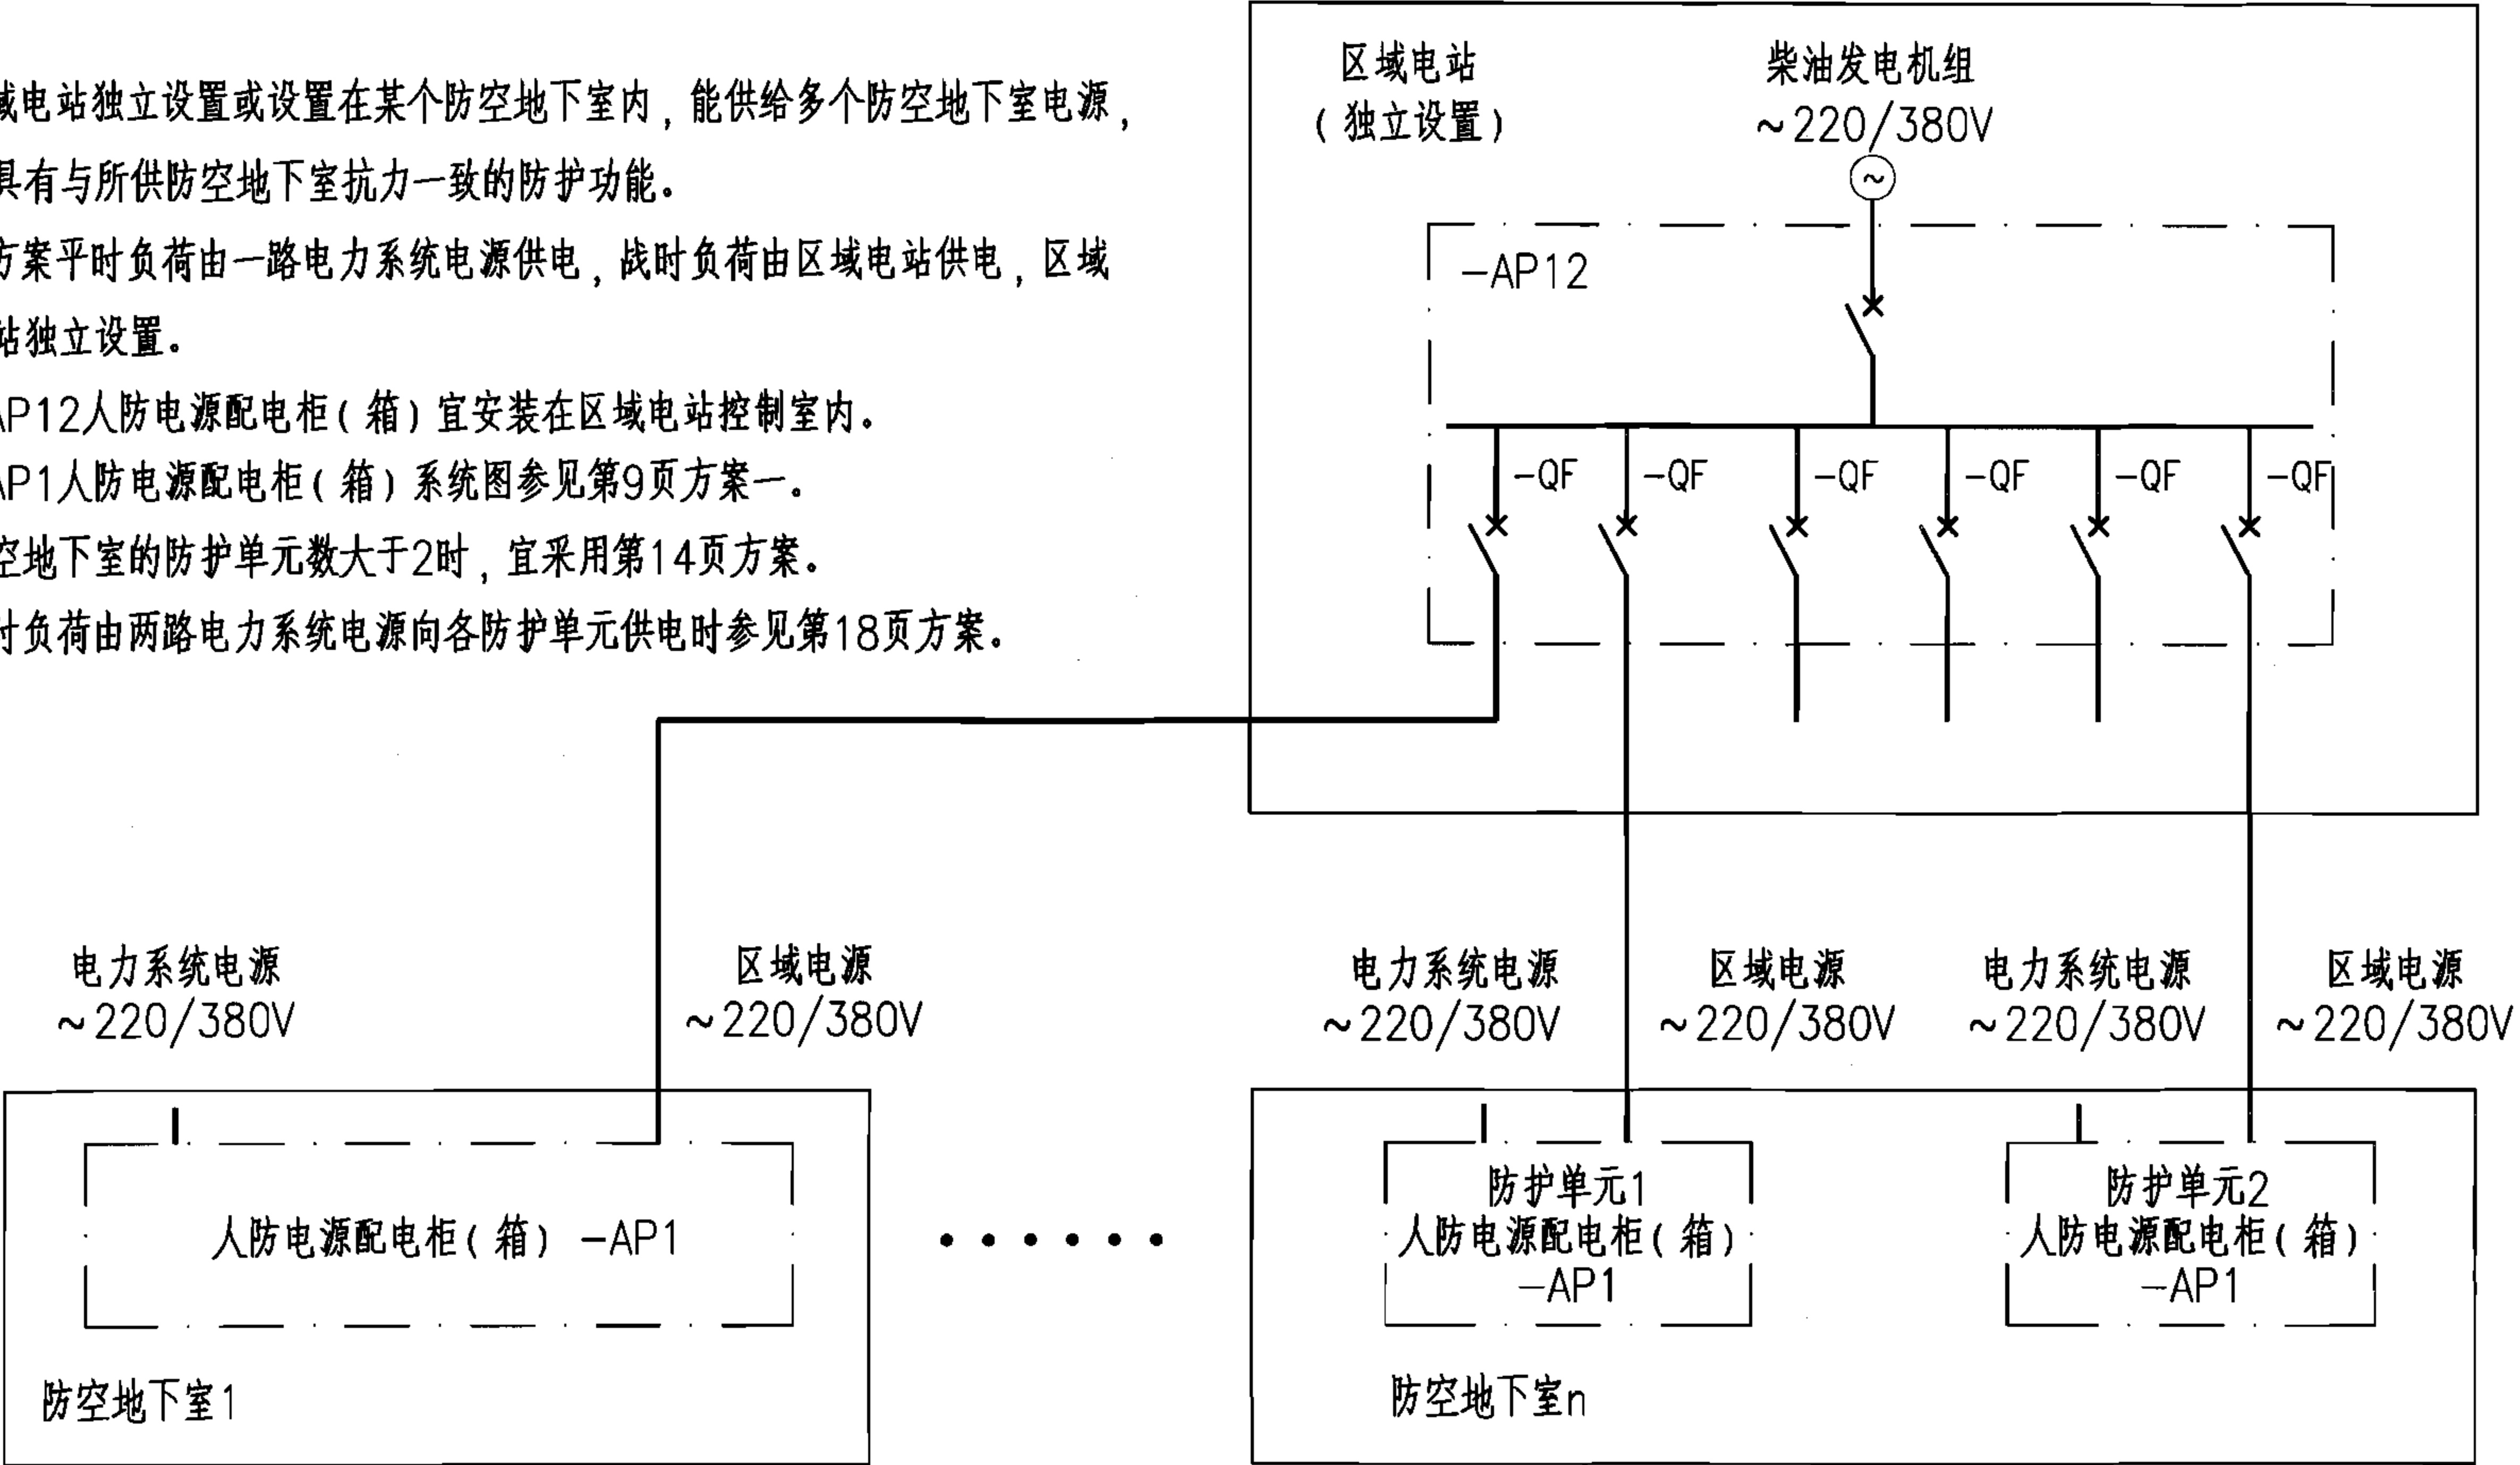 域电站独立设置或设置在某个防空地下室内，能供给多个防空地下室电源，
具有与所供防空地下室抗力一致的防护功能。
方案平时负荷由一路电力系统电源供电，战时负荷由区域电站供电，区域
站独立设置。
AP12人防电源配电柜（箱）宜安装在区域电站控制室内。
AP1人防电源配电柜（箱）系统图参见第9页方案一。
空地下室的防护单元数大于2时，宜采用第14页方案。
时负荷由两路电力系统电源向各防护单元供电时参见第18页方案。
区域电站
（独立设置）
柴油发电机组
~220/380V
~
-AP12
-QF
-QF
-QF
-QF
-QF
-QF
电力系统电源
~220/380V
区域电源
~220/380V
电力系统电源
~220/380V
区域电源
~220/380V
电力系统电源
~220/380V
区域电源
~220/380V
人防电源配电柜（箱） -AP1
防空地下室1
防护单元1
人防电源配电柜（箱）
-AP1
防护单元2
人防电源配电柜（箱）
-AP1
防空地下室n